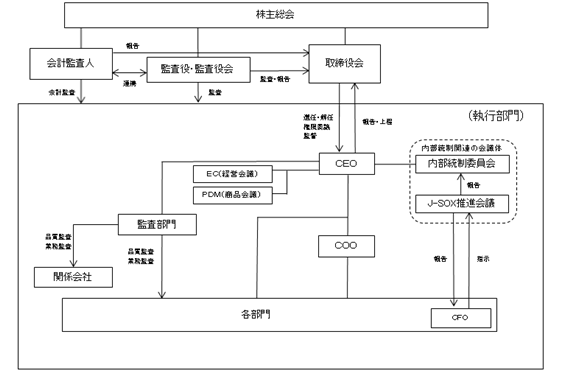 株主総会
会計監査人
報告
監査役・監査役会
取締役会
連携
監査・報告
会計監査
監査
選任・解任
権限委譲
監督
報告・上程
（執行部門）
内部統制関連の会議体
CEO
内部統制委員会
EC（経営会議）
報告
PDM（商品会議）
J-SOX推進会議
監査部門
品質監査
業務監査
COO
品質監査
業務監査
報告
指示
関係会社
各部門
CFO